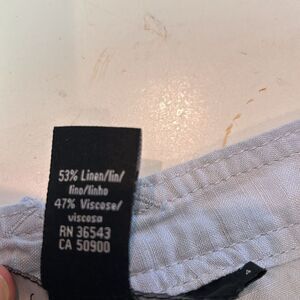 53% Linen/lin/
lino/linho
47% Viscose/
viscosa
RN 36543
CA 50900